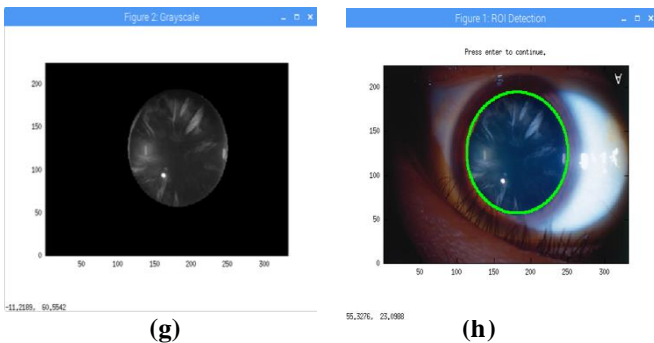 Figure 2: Grayscale
200
150
100
50
0
50 100 150 200 250 300
-11.2189, 60.5542
(g)
Figure 1: ROI Detection
Press enter to continue.
A
200
150
100
50
0
50 100 150 200 250 300
55.3276, 23.0988
(h)